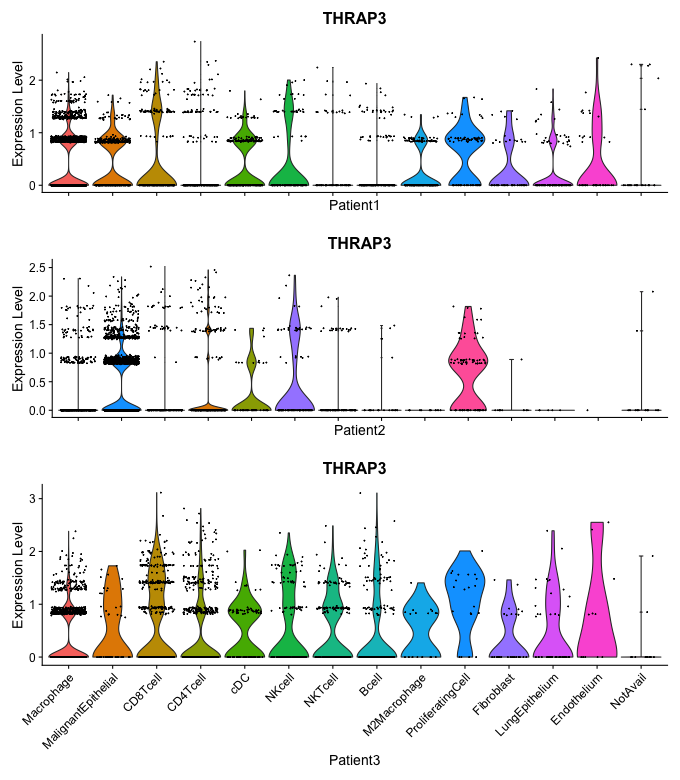 THRAP3
Expression Level
2
1
0
Patient1
THRAP3
Expression Level
2.5
2.0
1.5
1.0
0.5
0.0
Patient2
THRAP3
Expression Level
3
2
1
0
Macrophage
MalignantEpithelial
CD8Tcell
CD4Tcell
cDC
NKcell
NKTcell
Bcell
M2Macrophage
ProliferatingCell
Fibroblast
LungEpithelium
Endothelium
NotAvail
Patient3